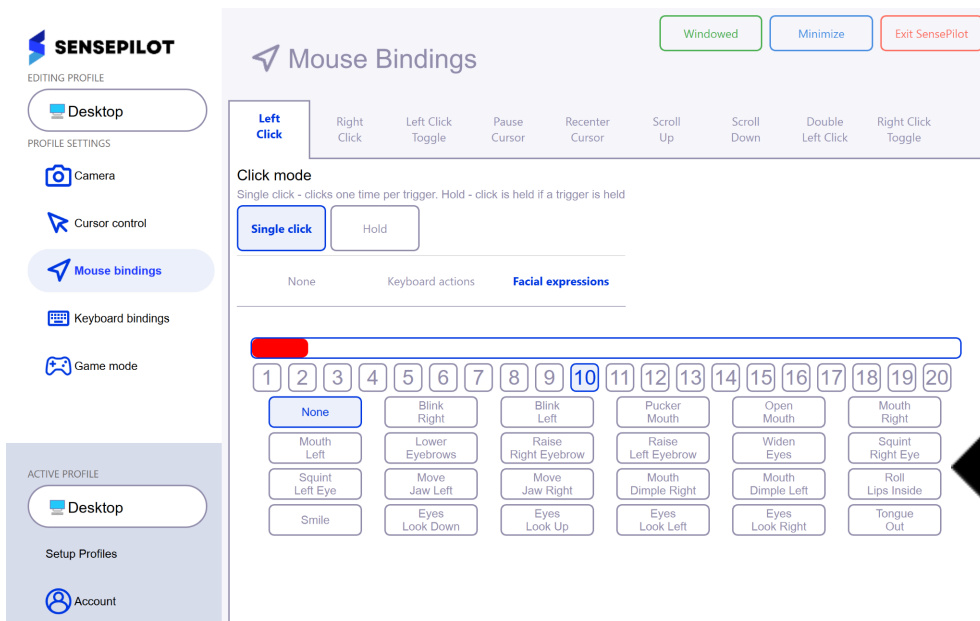 SENSEPILOT
EDITING PROFILE
Desktop
PROFILE SETTINGS
Camera
Cursor control
Mouse bindings
Keyboard bindings
Game mode
ACTIVE PROFILE
Desktop
Setup Profiles
Account
Windowed
Minimize
Exit SensePilot
Mouse Bindings
Left
Click
Right
Click
Left Click
Toggle
Pause
Cursor
Recenter
Cursor
Scroll
Up
Scroll
Down
Double
Left Click
Right Click
Toggle
Click mode
Single click - clicks one time per trigger. Hold - click is held if a trigger is held
Single click
Hold
None
Keyboard actions
Facial expressions
1 2 3 4 5 6 7 8 9 10 11 12 13 14 15 16 17 18 19 20
None
Blink
Right
Blink
Left
Pucker
Mouth
Open
Mouth
Mouth
Right
Mouth
Left
Lower
Eyebrows
Raise
Right Eyebrow
Raise
Left Eyebrow
Widen
Eyes
Squint
Right Eye
Squint
Left Eye
Move
Jaw Left
Move
Jaw Right
Mouth
Dimple Right
Mouth
Dimple Left
Roll
Lips Inside
Smile
Eyes
Look Down
Eyes
Look Up
Eyes
Look Left
Eyes
Look Right
Tongue
Out